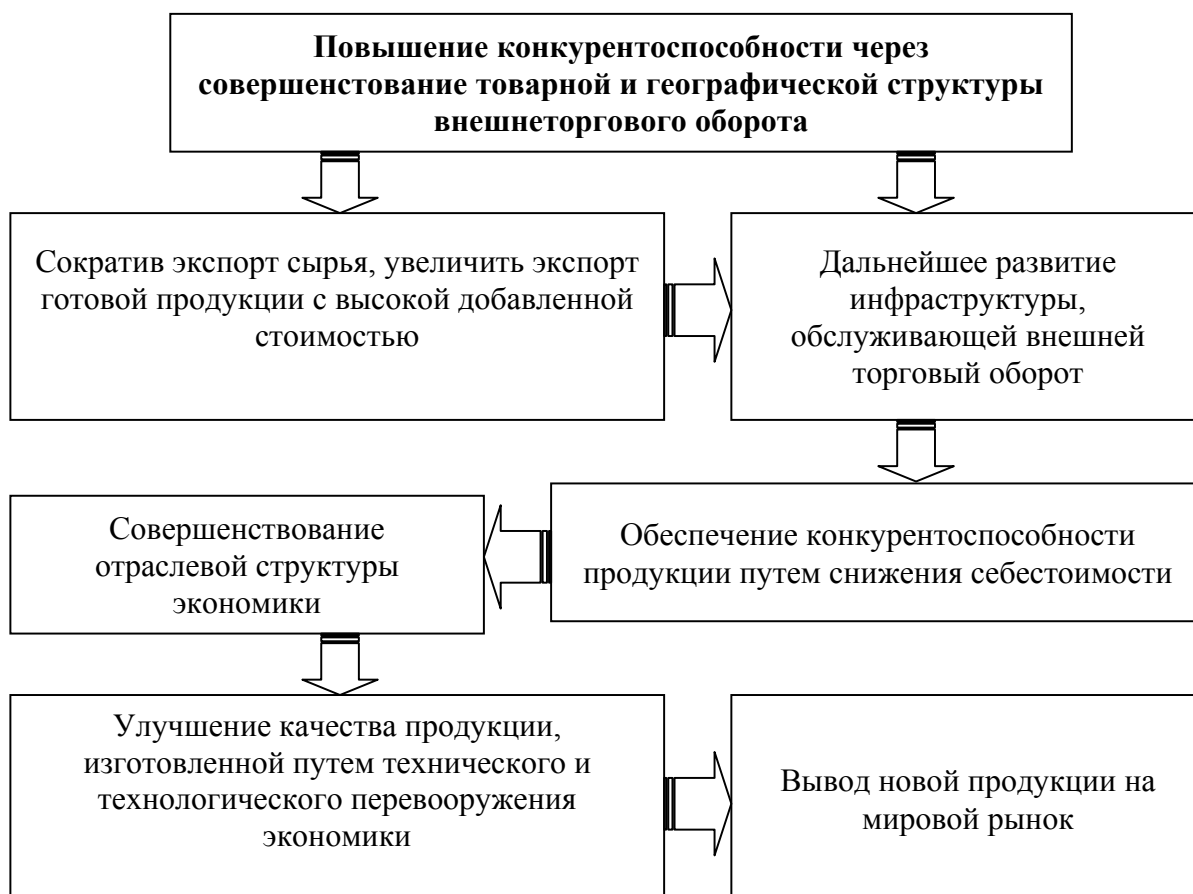 Повышение конкурентоспособности через
совершенстование товарной и географической структуры
внешнеторгового оборота
Сократив экспорт сырья, увеличить экспорт
готовой продукции с высокой добавленной
стоимостью
Дальнейшее развитие
инфраструктуры,
обслуживающей внешней
торговый оборот
Обеспечение конкурентоспособности
продукции путем снижения себестоимости
Совершенствование
отраслевой структуры
экономики
Улучшение качества продукции,
изготовленной путем технического и
технологического перевооружения
экономики
Вывод новой продукции на
мировой рынок